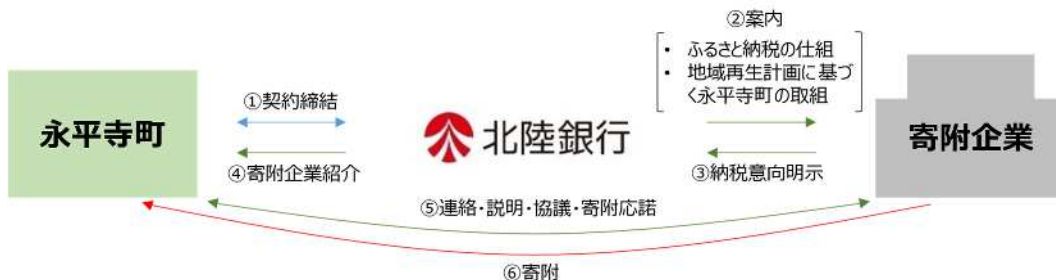 ②案内
・ ふるさと納税の仕組
・ 地域再生計画に基づ
く永平寺町の取組
永平寺町
①契約締結
北陸銀行
寄附企業
④寄附企業紹介
③納税意向明示
⑤連絡・説明・協議・寄附応諾
⑥寄附